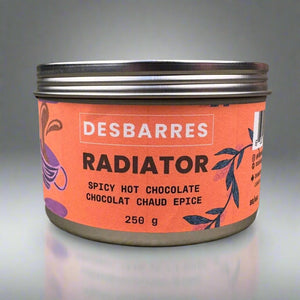 DESBARRES
RADIATOR
SPICY HOT CHOCOLATE
CHOCOLAT CHAUD EPICE
250 g